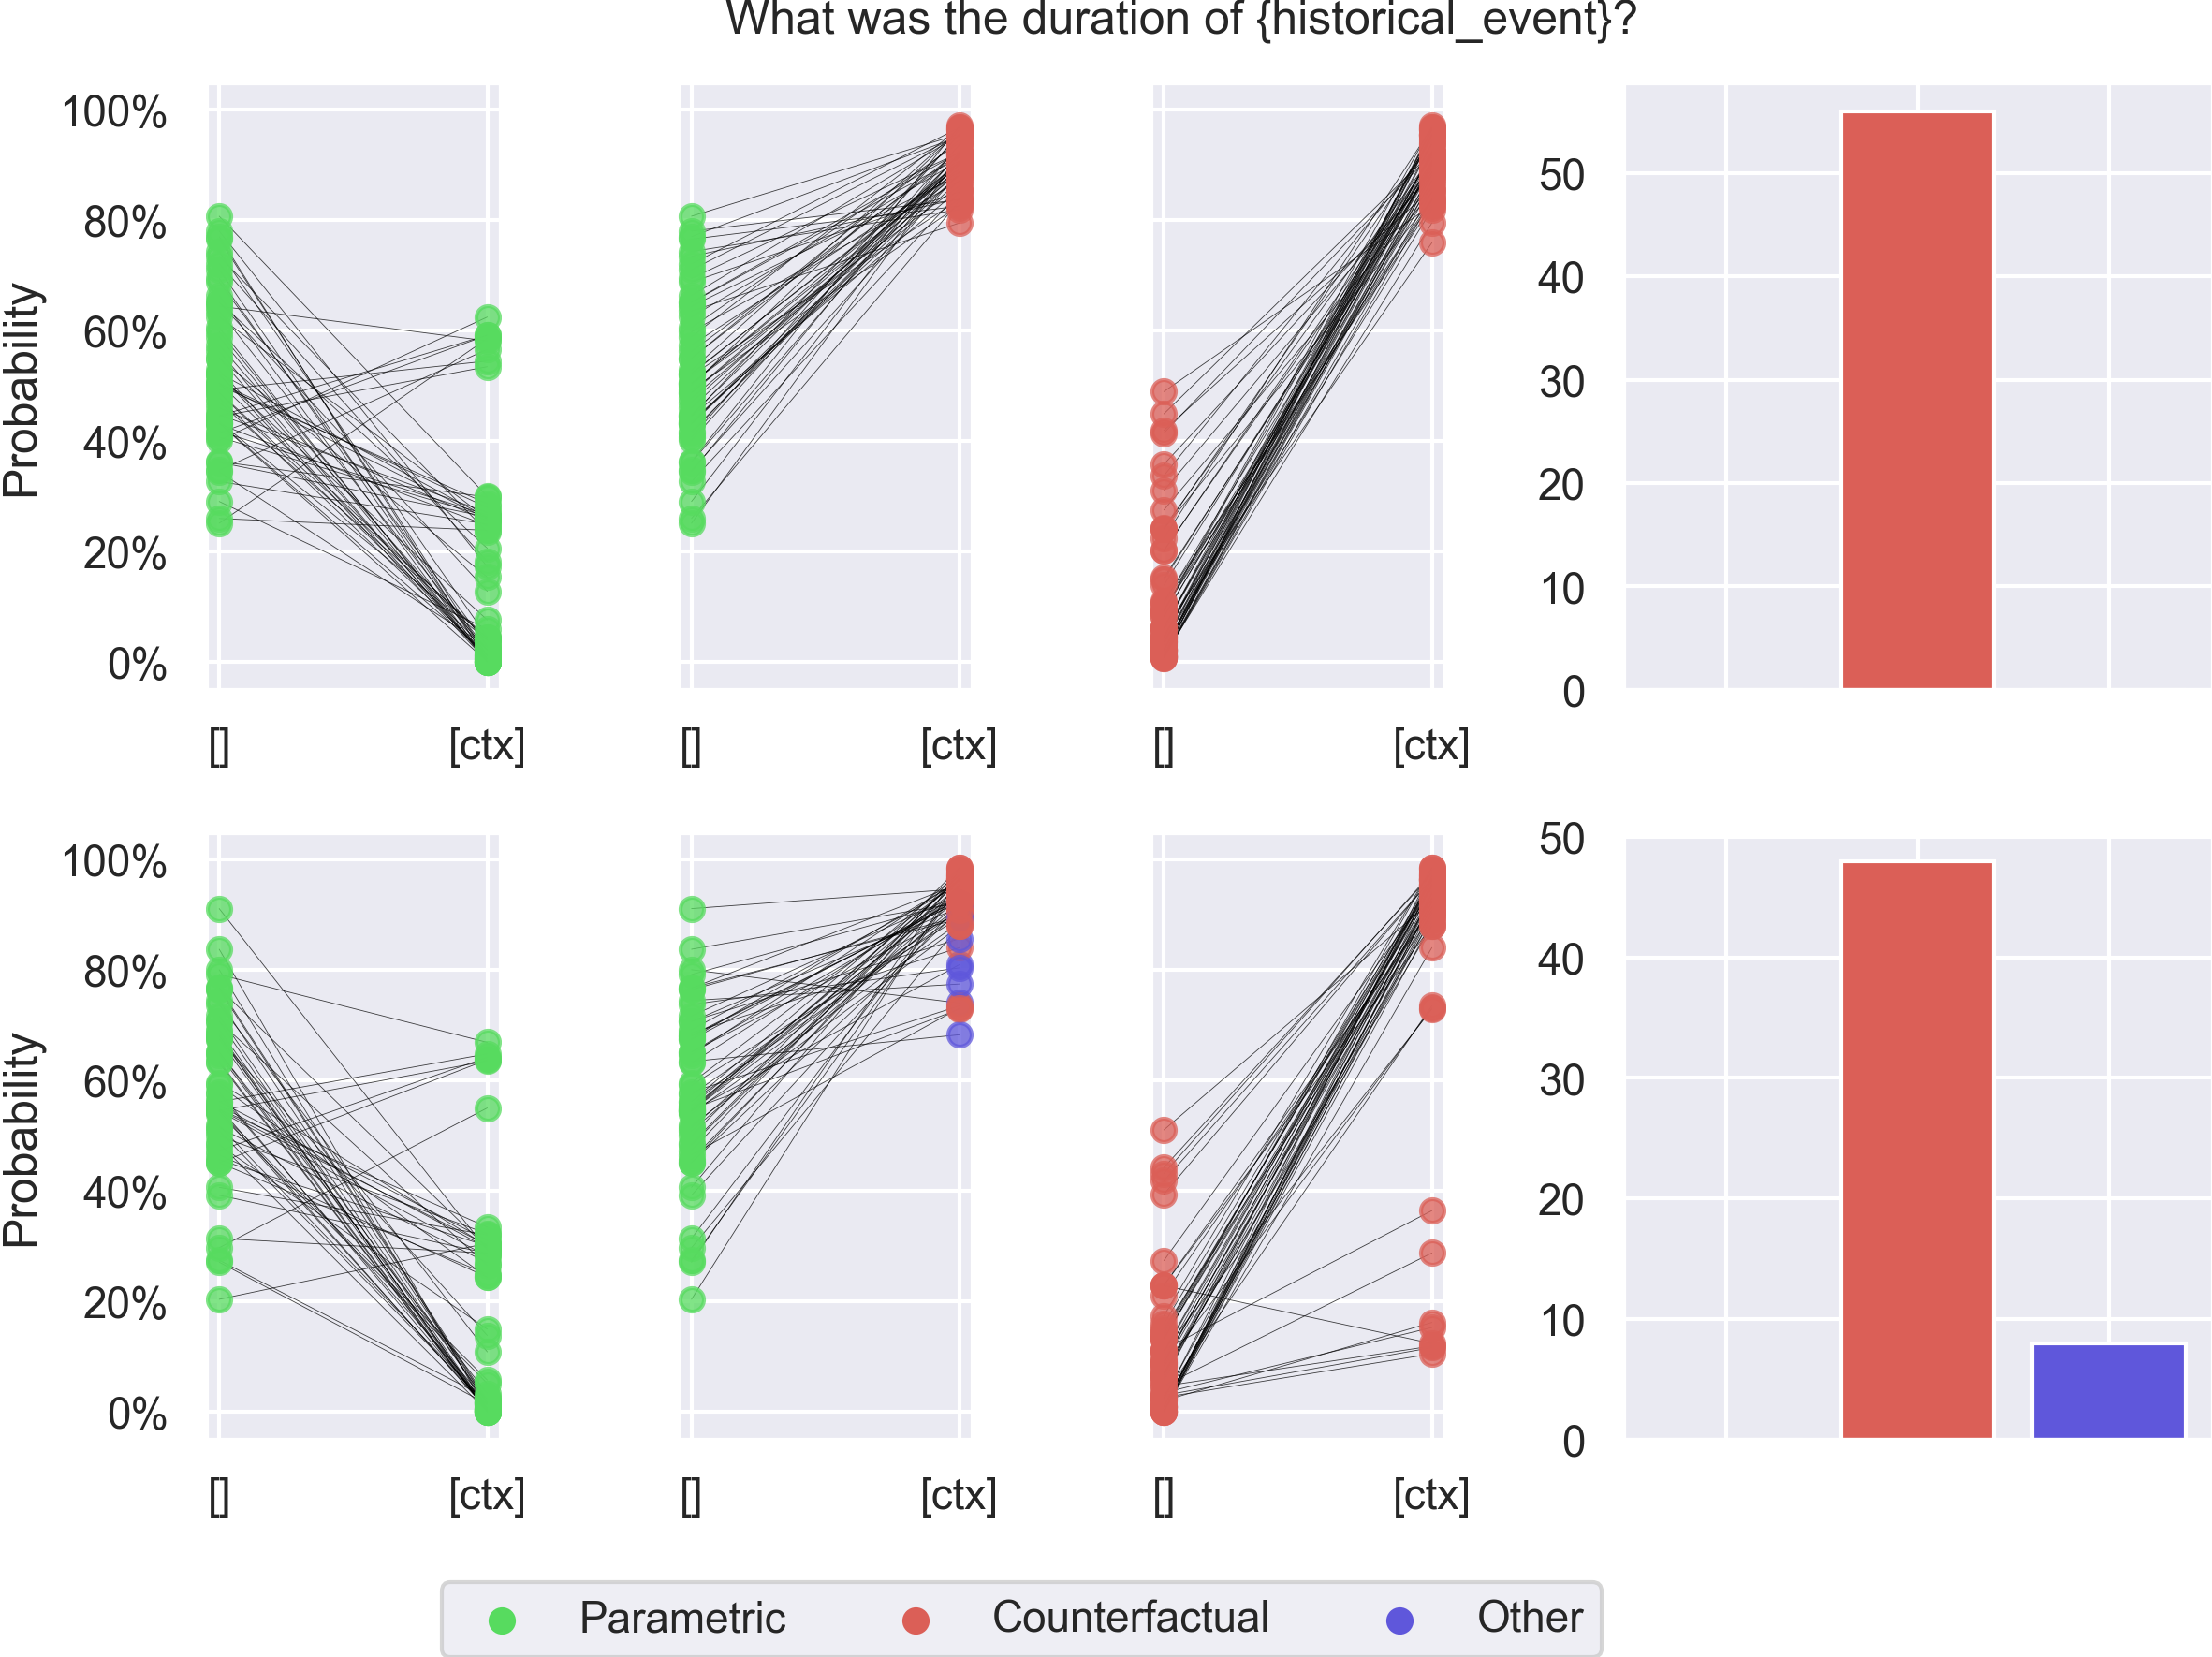 What was the duration of {historical_event}?
Probability
100%
80%
60%
40%
20%
0%
[] [ctx]
[] [ctx]
[] [ctx]
50
40
30
20
10
0
Probability
100%
80%
60%
40%
20%
0%
[] [ctx]
[] [ctx]
[] [ctx]
50
40
30
20
10
0
Parametric Counterfactual Other